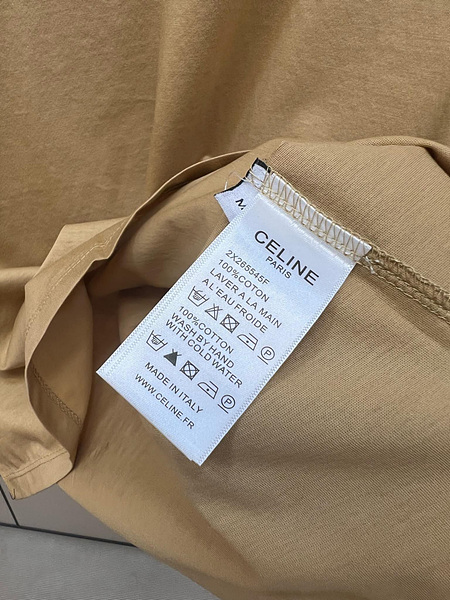 M
CELINE
PARIS
2X265545F
100%COTON
LAVER A LA MAIN
AL'EAU FROIDE
100%COTTON
WASH BY HAND
WITH COLD WATER
MADE IN ITALY
WWW.CELINE.FR